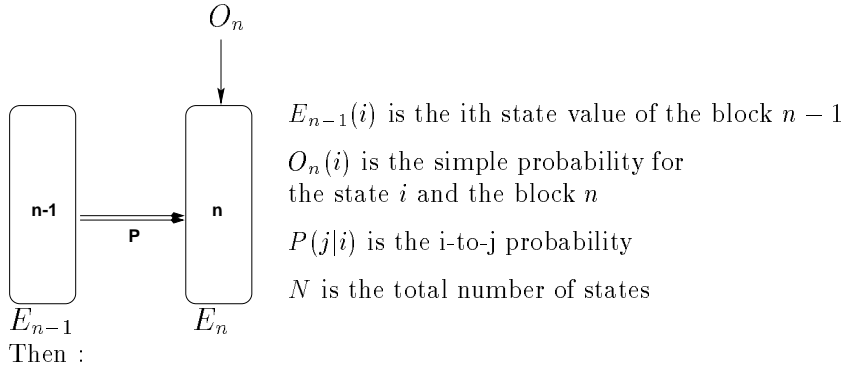 O_n
E_{n-1}(i) is the ith state value of the block n − 1
O_n(i) is the simple probability for
the state i and the block n
n-1
n
P
P(j|i) is the i-to-j probability
N is the total number of states
E_{n-1}
E_n
Then :